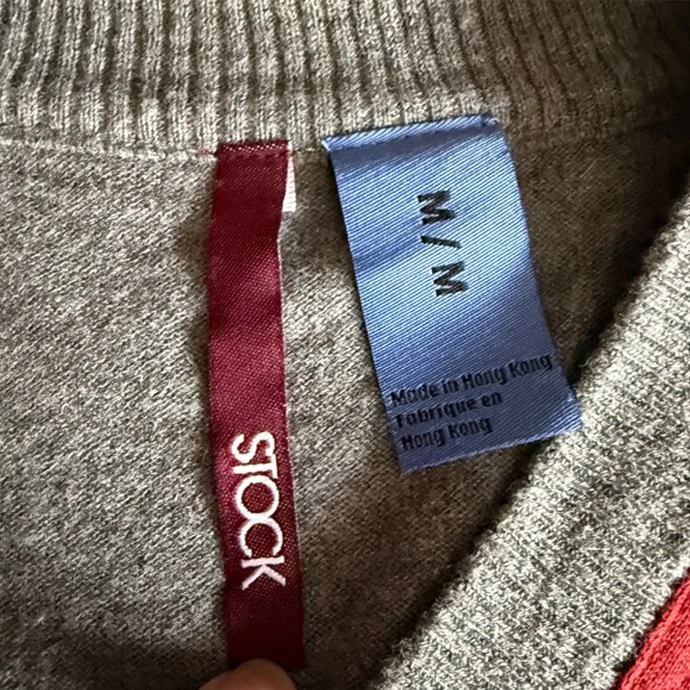 STOCK
M/M
Made in Hong Kong
Fabrique en
Hong Kong